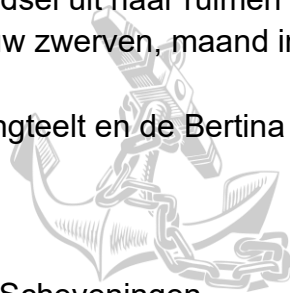 dsel uit haar ruimen
w zwerven, maand in
ngteelt en de Bertina
Scheveningen